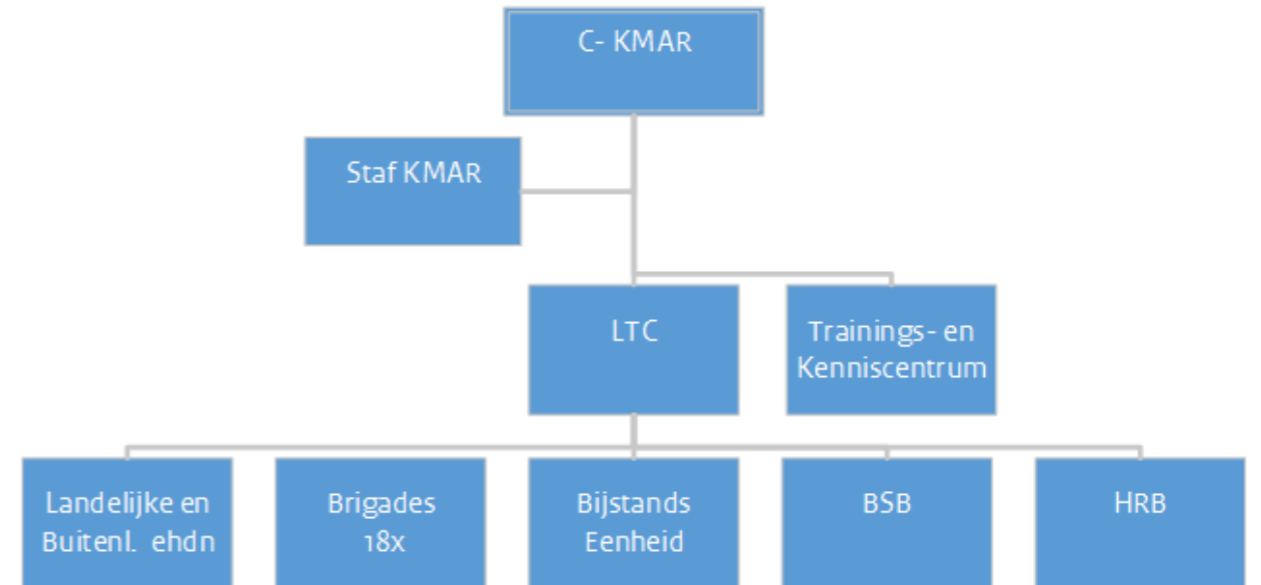 C- KMAR
Staf KMAR
LTC
Trainings- en
Kenniscentrum
Landelijke en
Buitenl. ehdn
Brigades
18x
Bijstands
Eenheid
BSB
HRB